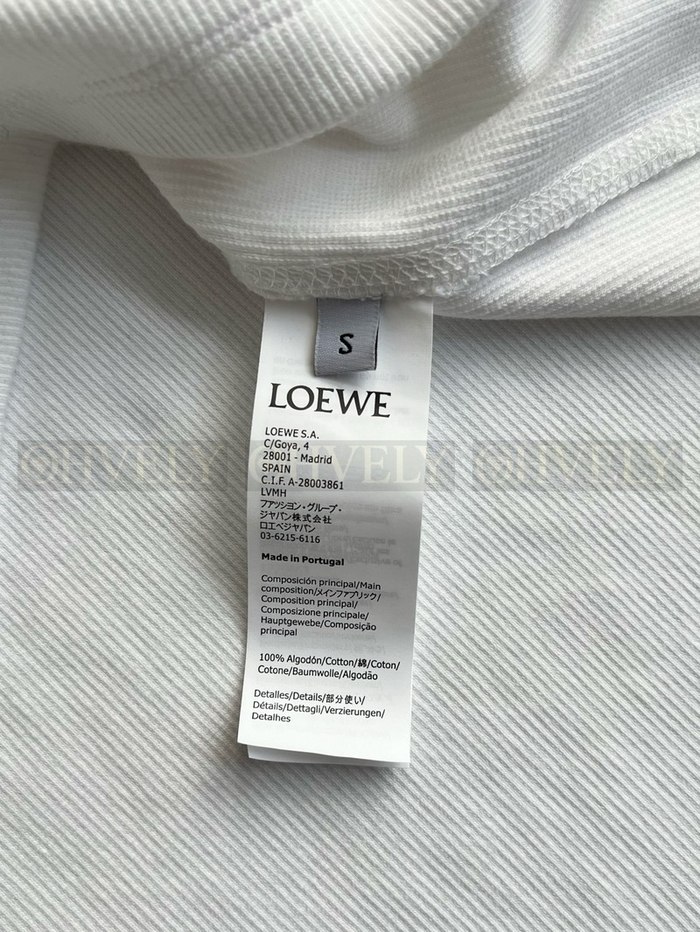 S
LOEWE
LOEWE S.A.
C/Goya, 4
28001 - Madrid
SPAIN
C.I.F. A-28003861
LVMH
ファッション・グループ・
ジャパン株式会社
ロエベジャパン
03-6215-6116
Made in Portugal
Composición principal/Main
composition/メインファブリック/
Composition principal/
Composizione principale/
Hauptgewebe/Composição
principal
100% Algodón/Cotton/綿/Coton/
Cotone/Baumwolle/Algodão
Detalles/Details/部分使い/
Détails/Dettagli/Verzierungen/
Detalhes